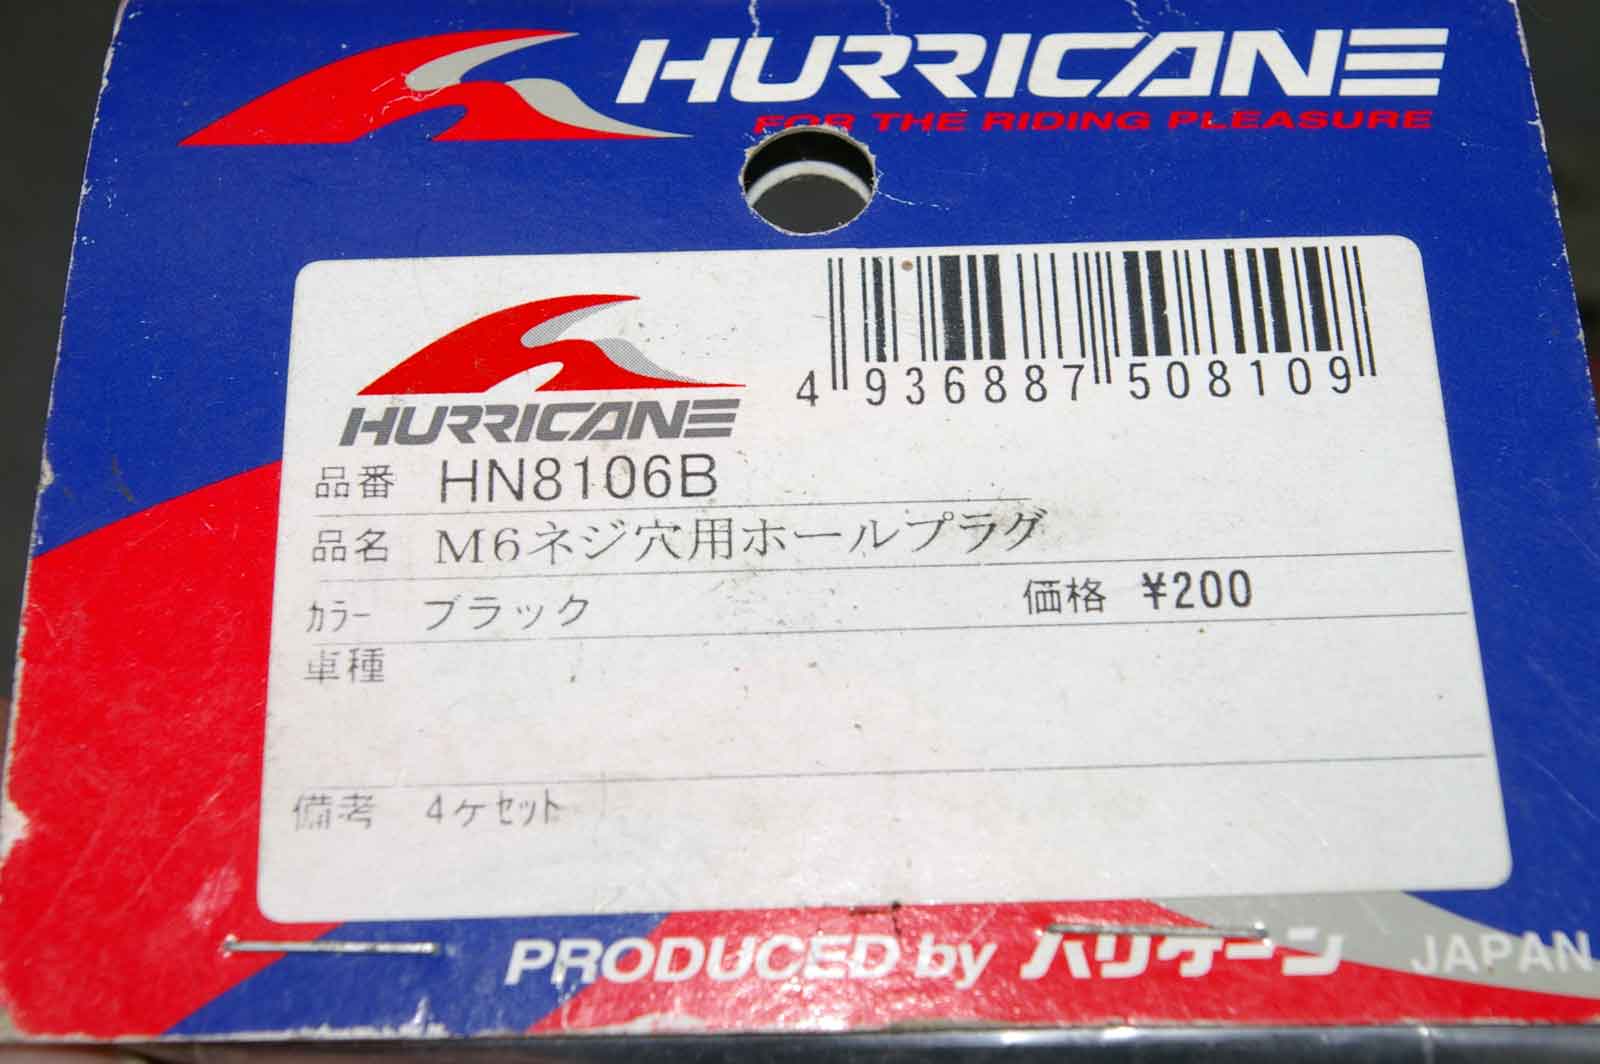 HURRICANE
FOR THE RIDING PLEASURE
HURRICANE
4 936887 508109
品番 HN8106B
品名 M6ネジ穴用ホールプラグ
カラー ブラック 価格 ¥200
車種
備考 4ケセット
PRODUCED by ハリケーン JAPAN